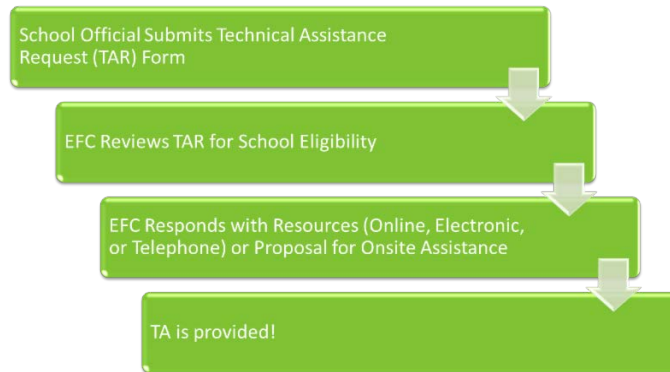 School Official Submits Technical Assistance
Request (TAR) Form
EFC Reviews TAR for School Eligibility
EFC Responds with Resources (Online, Electronic,
or Telephone) or Proposal for Onsite Assistance
TA is provided!